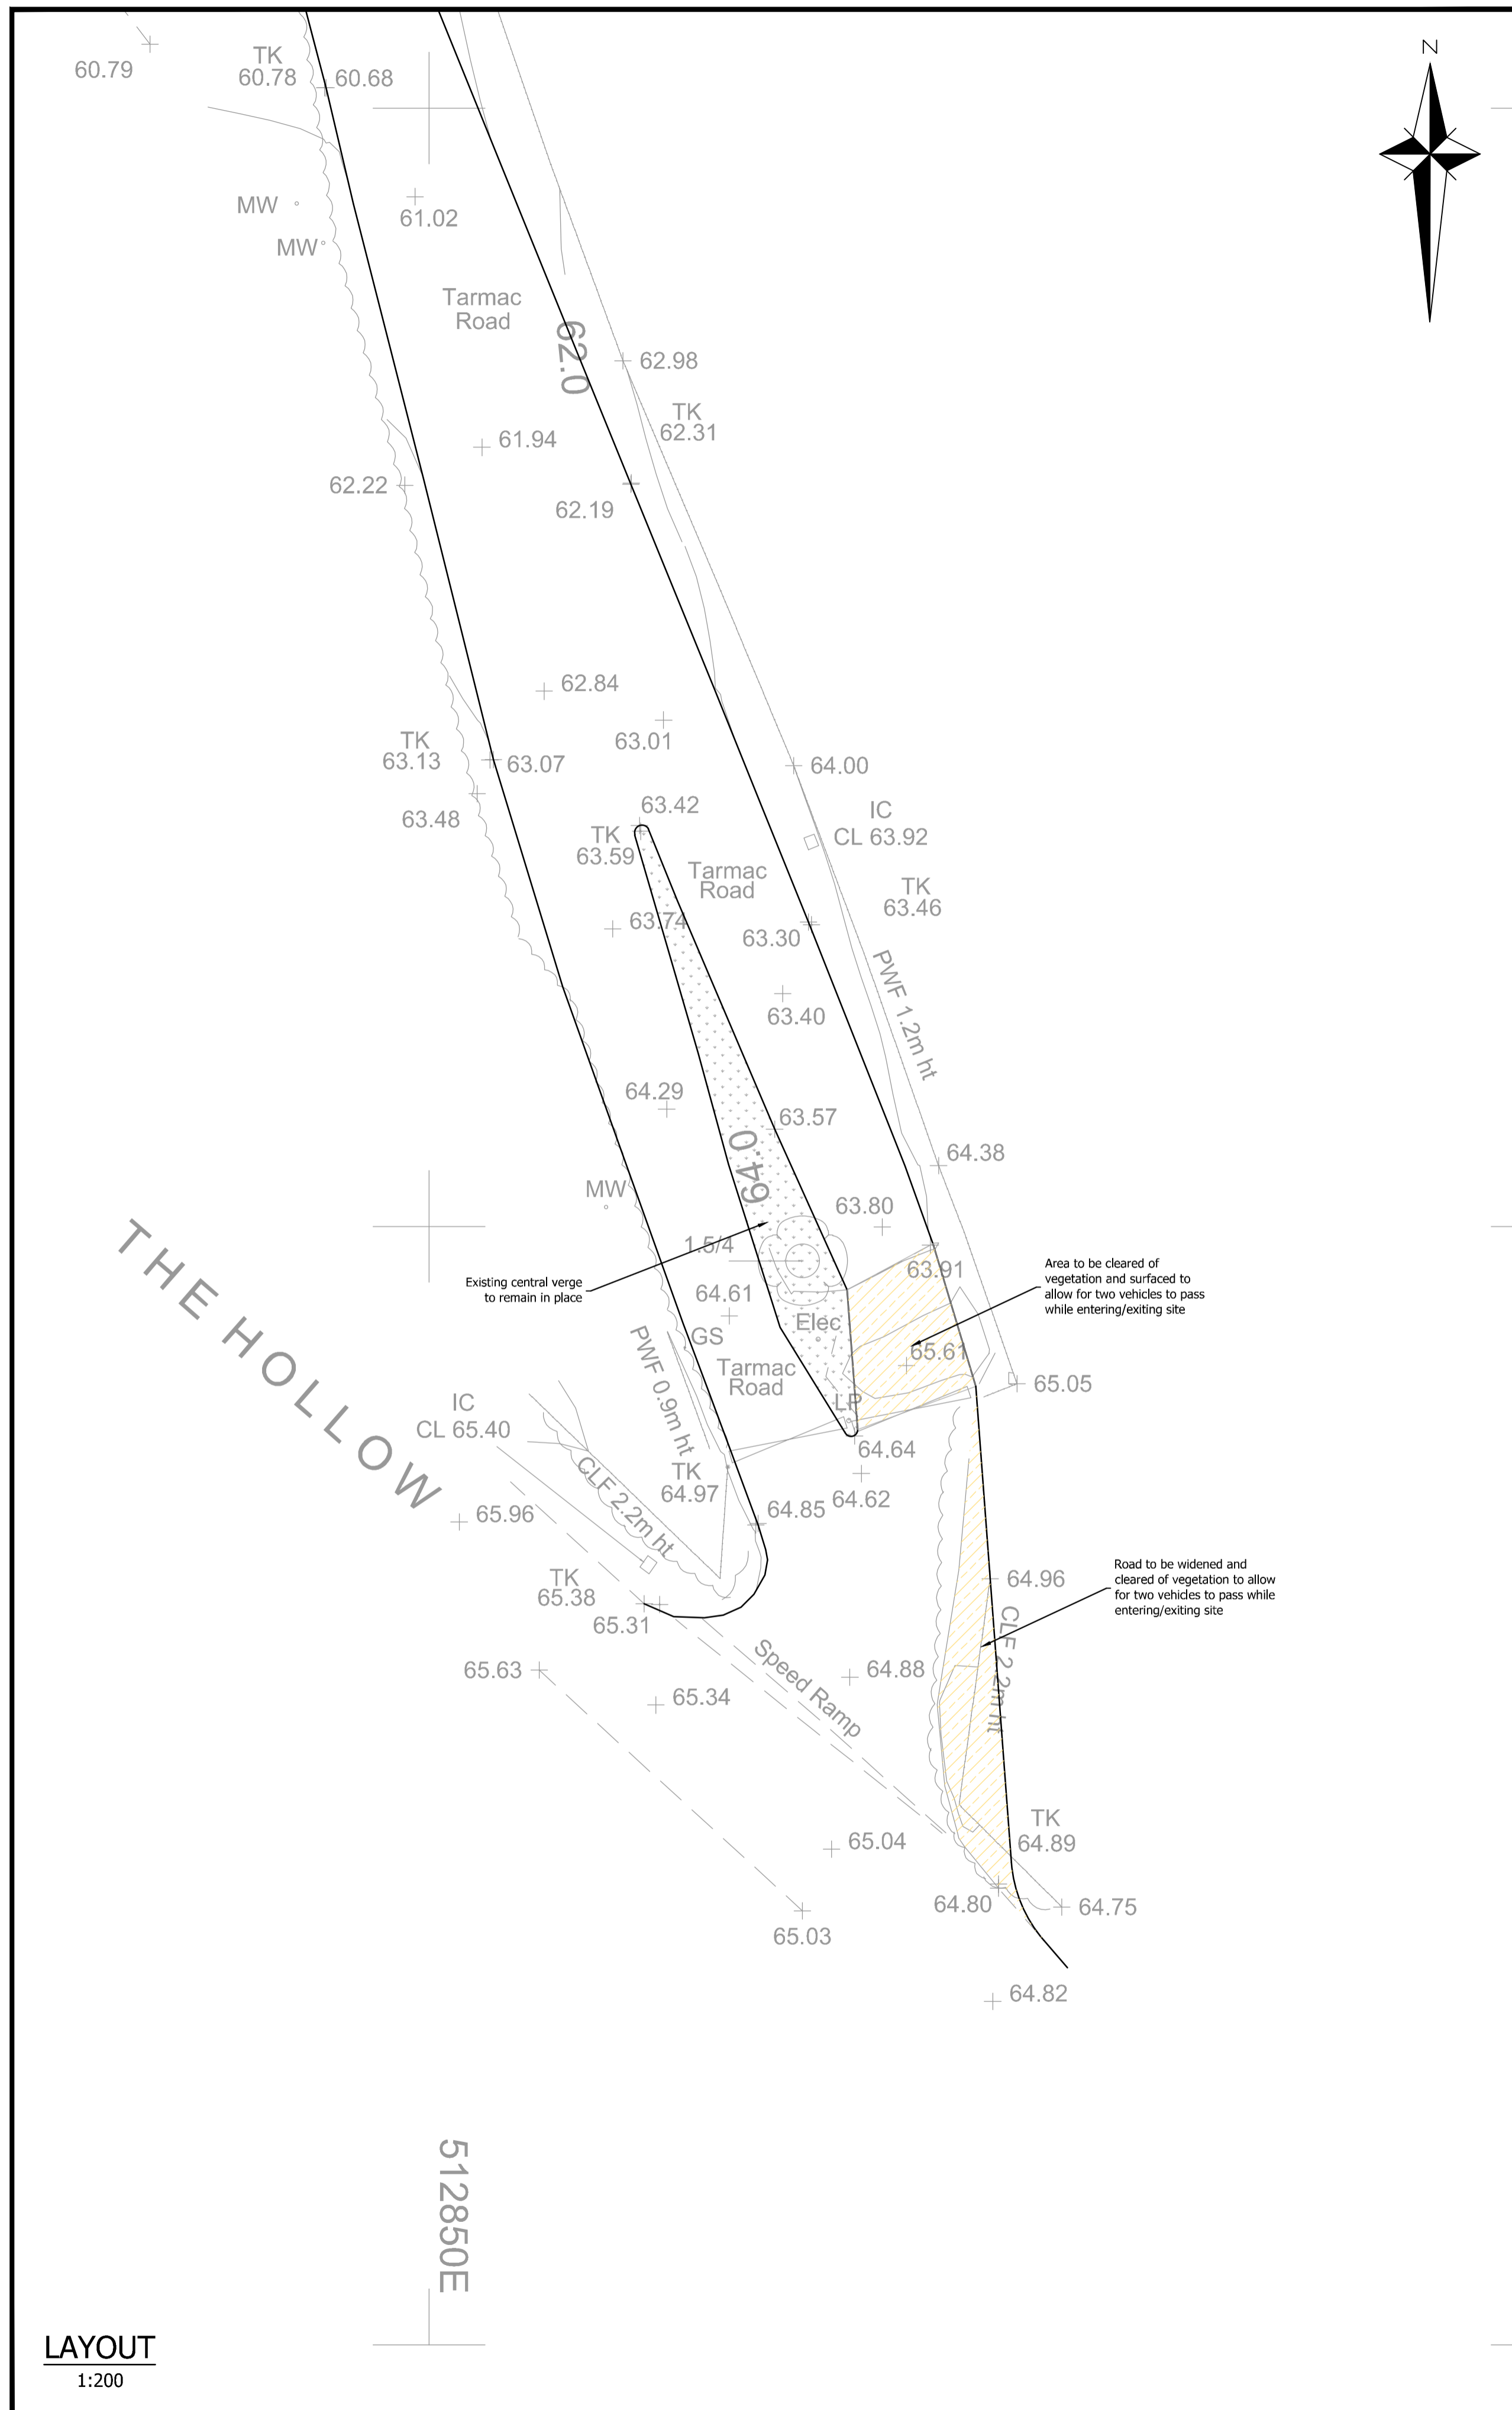 N
60.79
TK
60.78
60.68
MW
61.02
MW
Tarmac
Road
62.0
62.98
TK
62.31
61.94
62.22
62.19
62.84
63.01
TK
63.13
63.07
64.00
63.48
63.42
IC
CL 63.92
TK
63.59
Tarmac
Road
TK
63.46
63.74
63.30
PWF 1.2m ht
63.40
64.29
63.57
64.0
64.38
MW
63.80
1.5/4
63.91
Area to be cleared of
vegetation and surfaced to
allow for two vehicles to pass
while entering/exiting site
Existing central verge
to remain in place
64.61
Elec
GS
65.61
PWF 0.9m ht
Tarmac
Road
65.05
THE HOLLOW
IC
CL 65.40
LP
64.64
CLF 2.2m ht
TK
64.97
64.62
64.85
65.96
Road to be widened and
cleared of vegetation to allow
for two vehicles to pass while
entering/exiting site
64.96
TK
65.38
65.31
CLF 2.2m ht
Speed Ramp
65.63
64.88
65.34
TK
64.89
65.04
64.80
64.75
65.03
64.82
512850E
LAYOUT
1:200